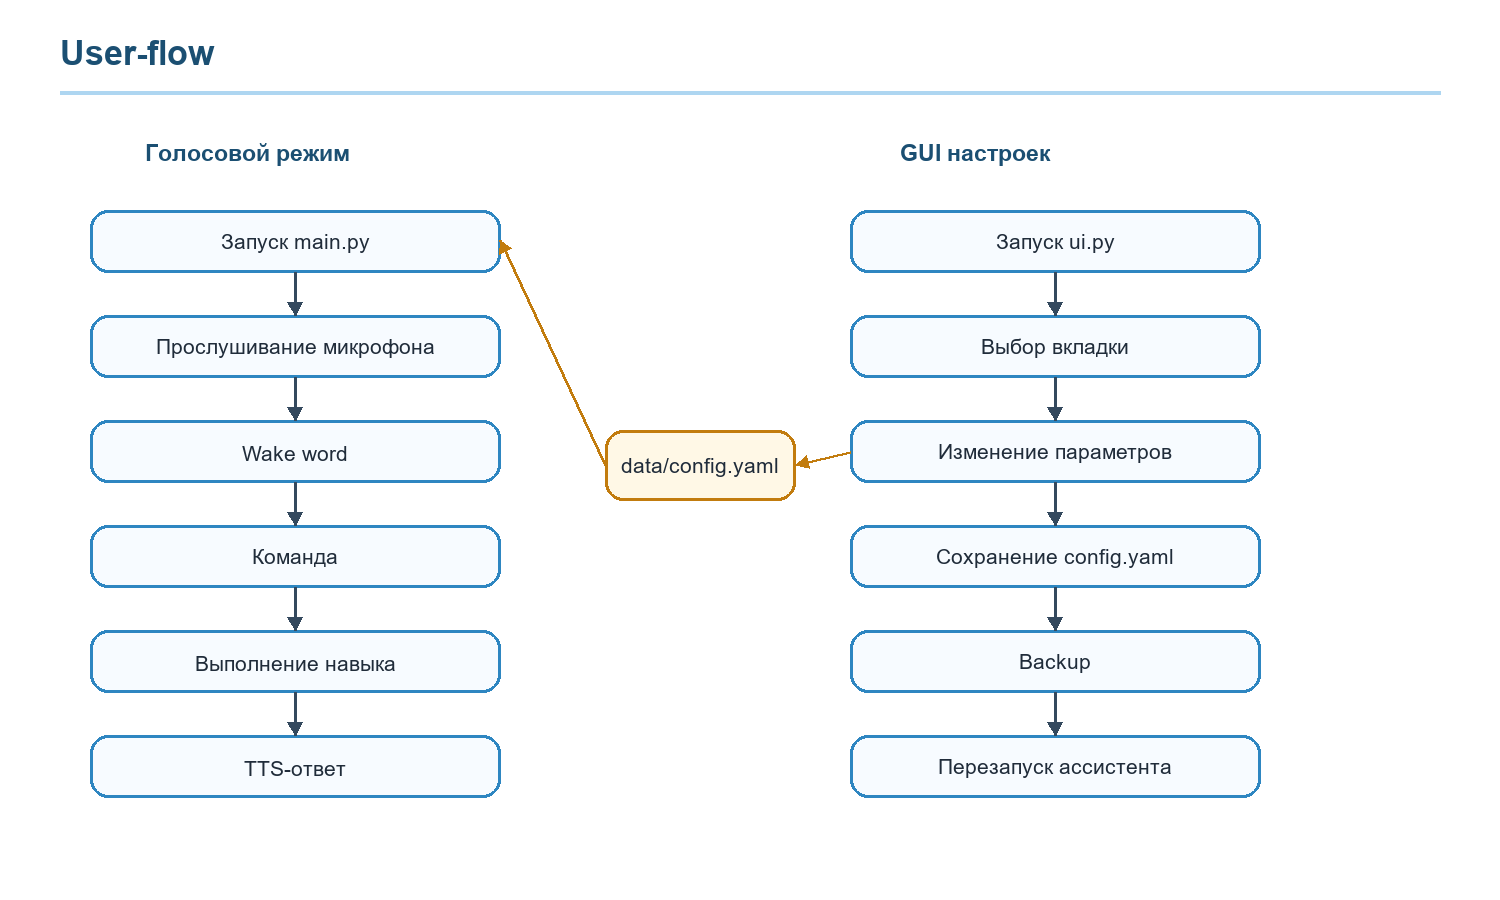 User-flow
Голосовой режим
Запуск main.py
Прослушивание микрофона
Wake word
Команда
Выполнение навыка
TTS-ответ
data/config.yaml
GUI настроек
Запуск ui.py
Выбор вкладки
Изменение параметров
Сохранение config.yaml
Backup
Перезапуск ассистента